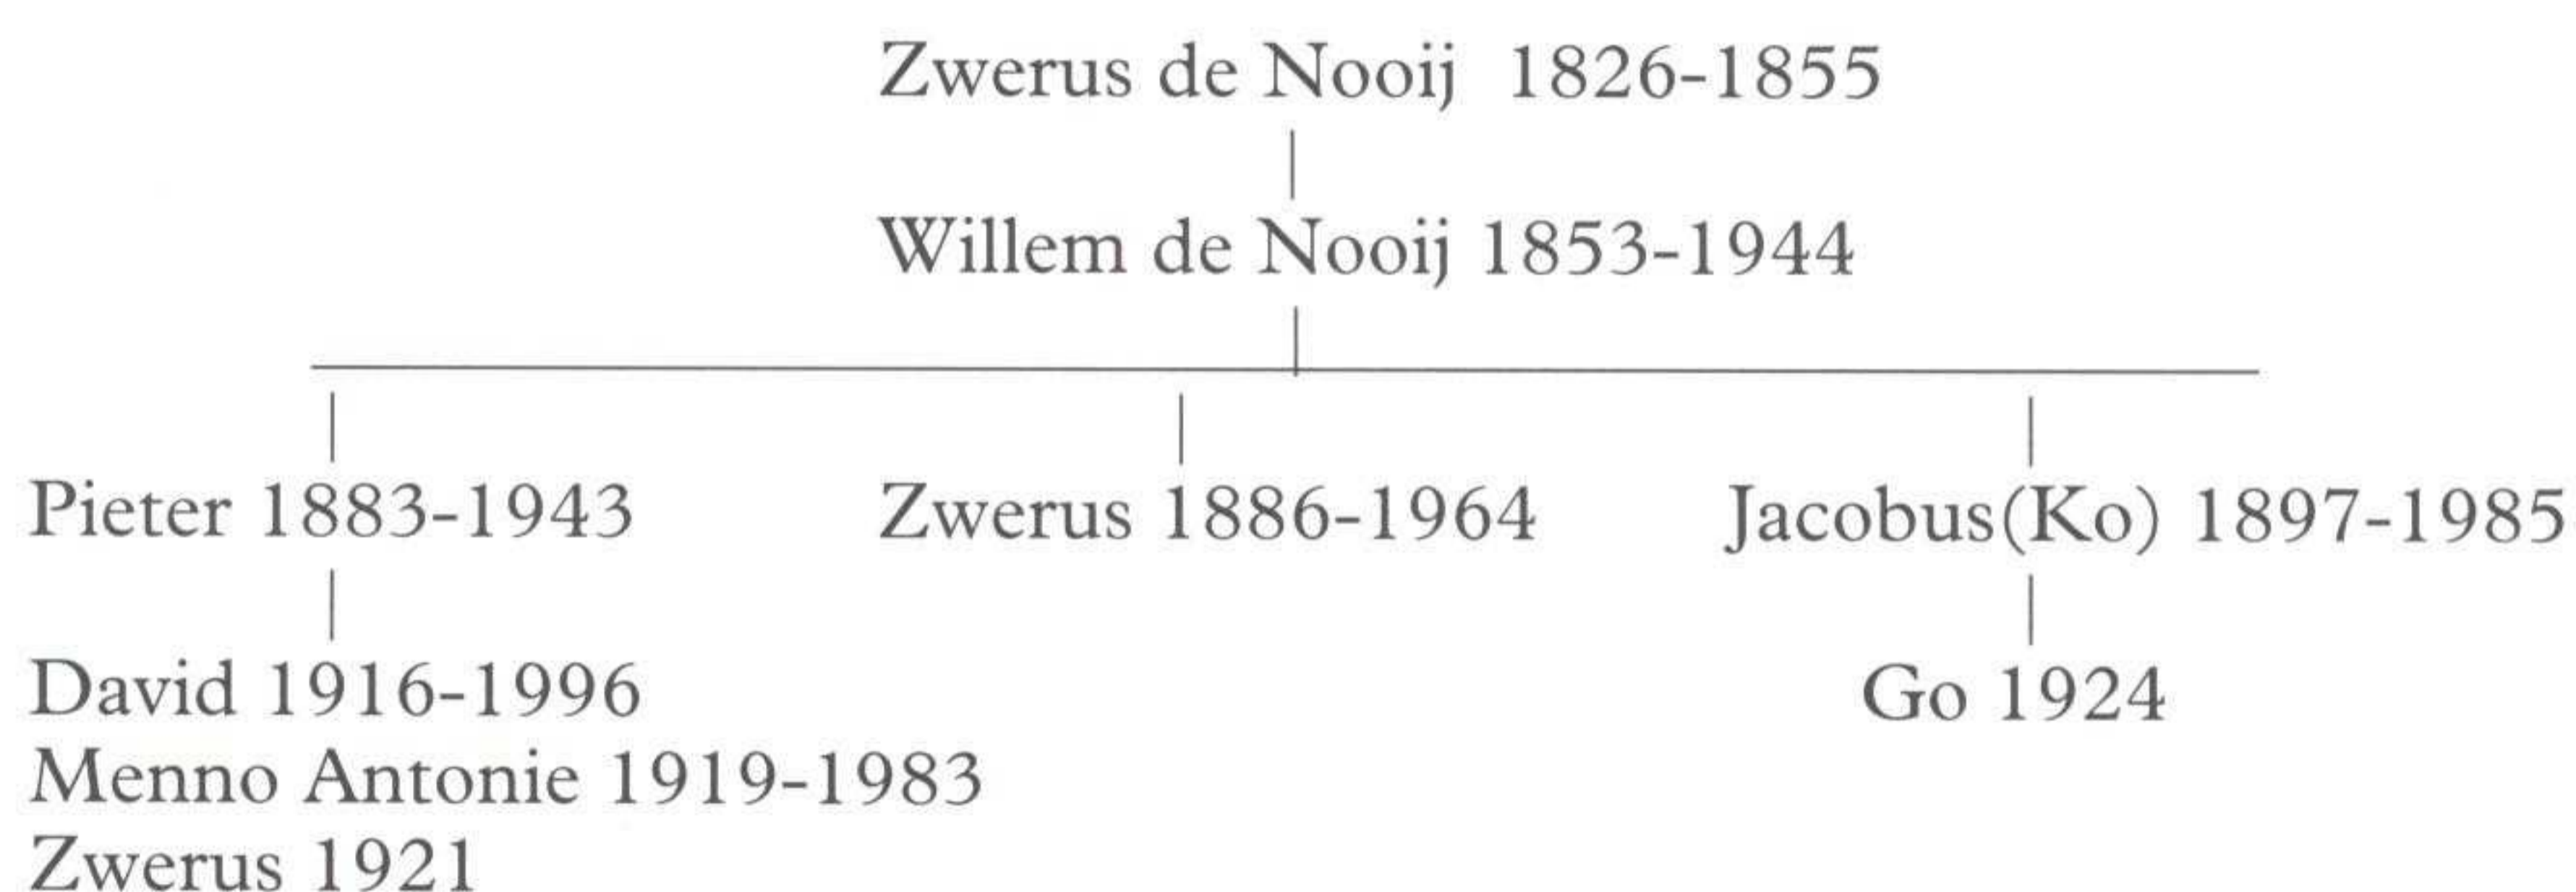 Zwerus de Nooij 1826-1855
Willem de Nooij 1853-1944
Pieter 1883-1943 Zwerus 1886-1964 Jacobus(Ko) 1897-1985
David 1916-1996 Go 1924
Menno Antonie 1919-1983
Zwerus 1921